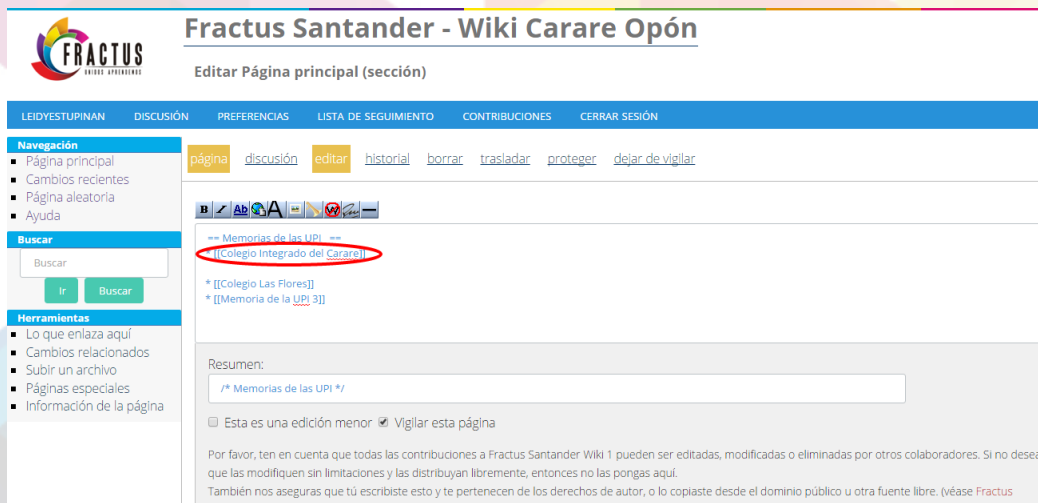 FRACTUS
UNIDOS APRENDEMOS
Fractus Santander - Wiki Carare Opón
Editar Página principal (sección)
LEIDYESTUPINAN DISCUSIÓN PREFERENCIAS LISTA DE SEGUIMIENTO CONTRIBUCIONES CERRAR SESIÓN
Navegación
Página principal
Cambios recientes
Página aleatoria
Ayuda
Buscar
Buscar
Ir Buscar
Herramientas
Lo que enlaza aquí
Cambios relacionados
Subir un archivo
Páginas especiales
Información de la página
página discusión editar historial borrar trasladar proteger dejar de vigilar
B I Ab A
== Memorias de las UPI ==
* [[Colegio Integrado del Carare]]
* [[Colegio Las Flores]]
* [[Memoria de la UPI 3]]
Resumen:
/* Memorias de las UPI */
Esta es una edición menor Vigilar esta página
Por favor, ten en cuenta que todas las contribuciones a Fractus Santander Wiki 1 pueden ser editadas, modificadas o eliminadas por otros colaboradores. Si no desea
que las modifiquen sin limitaciones y las distribuyan libremente, entonces no las pongas aquí.
También nos aseguras que tú escribiste esto y te pertenecen de los derechos de autor, o lo copiaste desde el dominio público u otra fuente libre. (véase Fractus